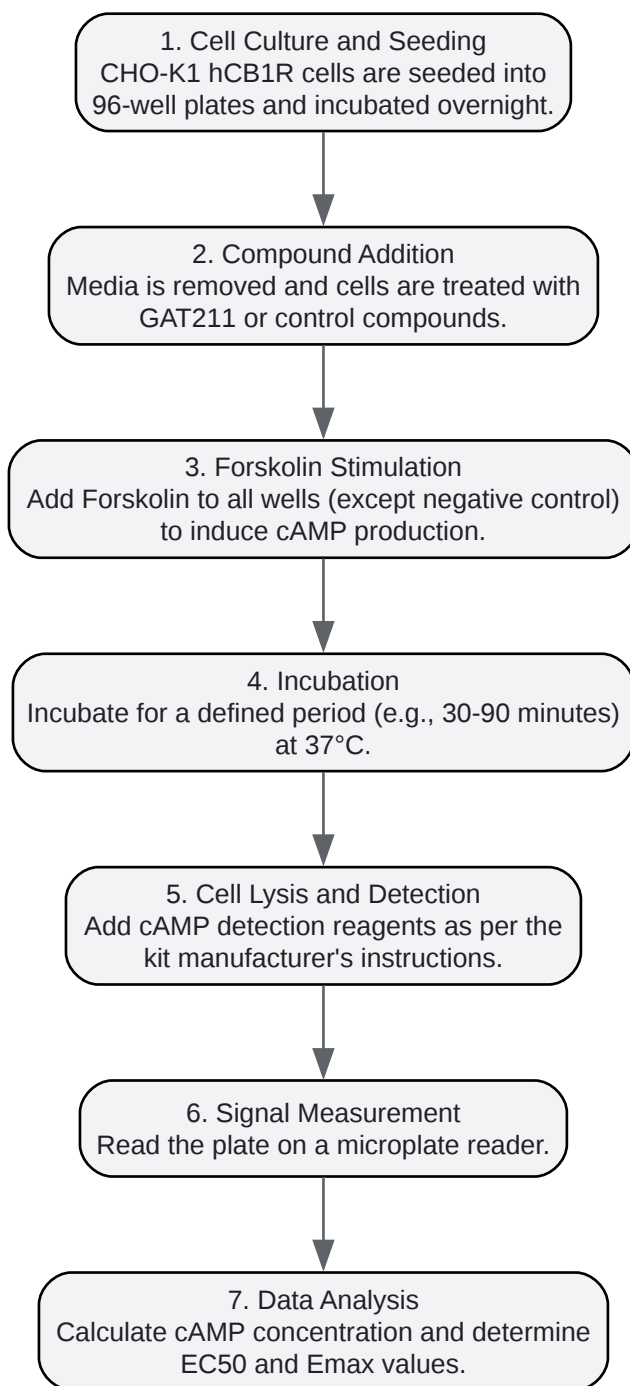 1. Cell Culture and Seeding
CHO-K1 hCB1R cells are seeded into
96-well plates and incubated overnight.
2. Compound Addition
Media is removed and cells are treated with
GAT211 or control compounds.
3. Forskolin Stimulation
Add Forskolin to all wells (except negative control)
to induce cAMP production.
4. Incubation
Incubate for a defined period (e.g., 30-90 minutes)
at 37°C.
5. Cell Lysis and Detection
Add cAMP detection reagents as per the
kit manufacturer's instructions.
6. Signal Measurement
Read the plate on a microplate reader.
7. Data Analysis
Calculate cAMP concentration and determine
EC50 and Emax values.